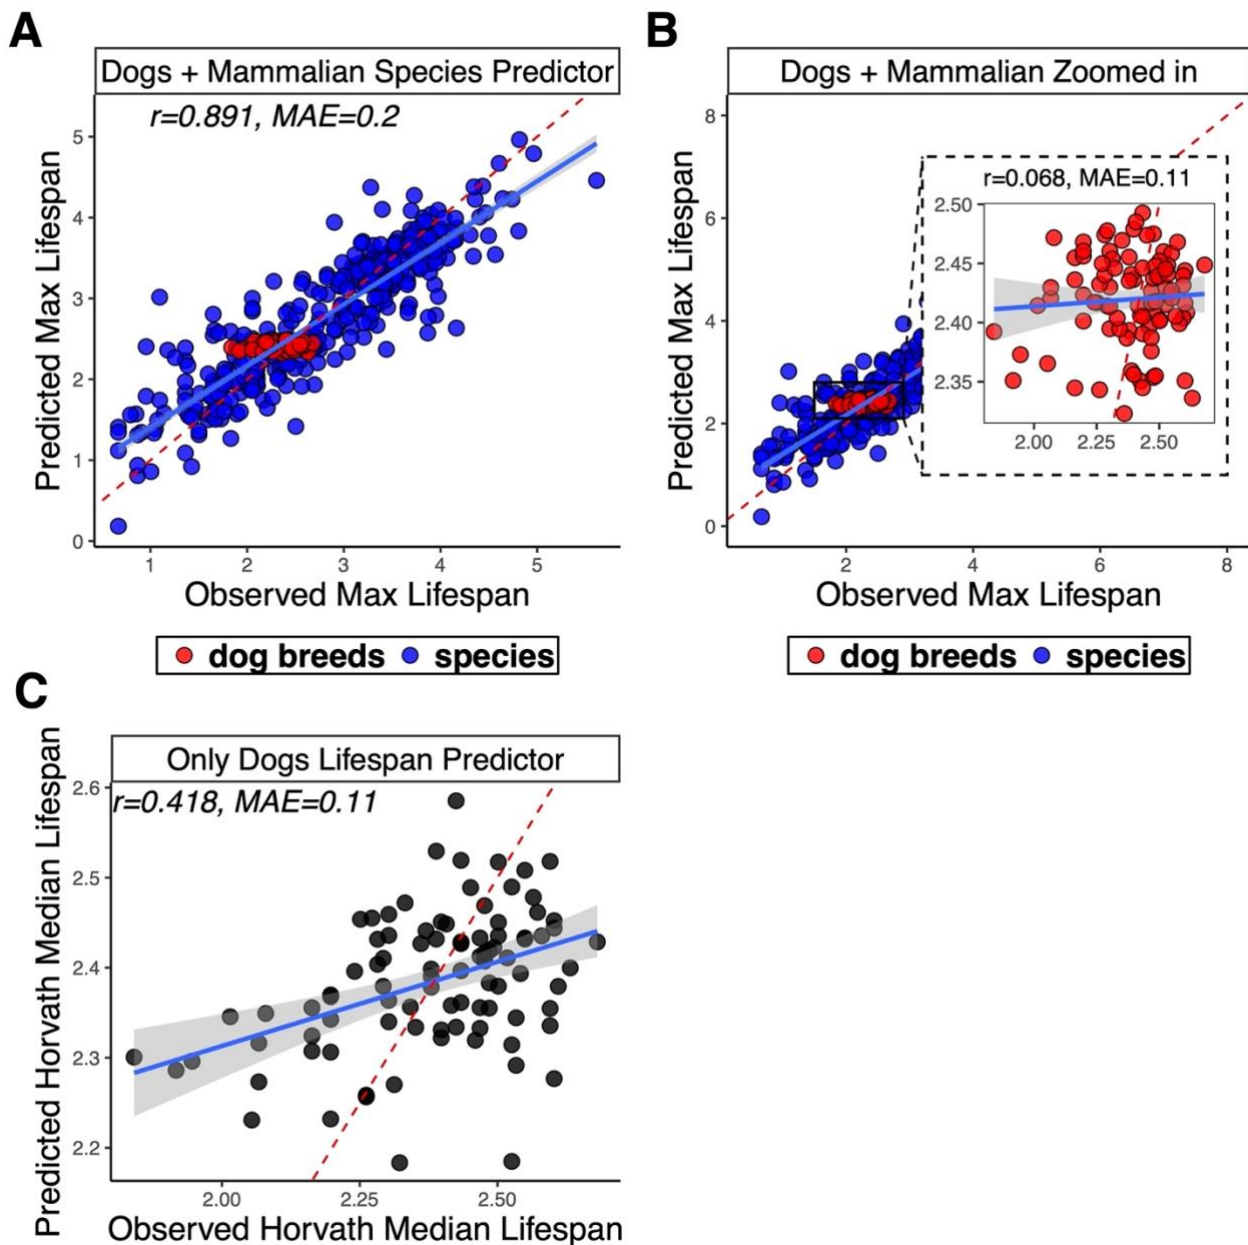 A
Dogs + Mammalian Species Predictor
r=0.891, MAE=0.2
Predicted Max Lifespan
5
4
3
2
1
0
1 2 3 4 5
Observed Max Lifespan
dog breeds species
B
Dogs + Mammalian Zoomed in
Predicted Max Lifespan
8
6
4
2
0
r=0.068, MAE=0.11
2.50
2.45
2.40
2.35
2.00 2.25 2.50
2 4 6 8
Observed Max Lifespan
dog breeds species
C
Only Dogs Lifespan Predictor
r=0.418, MAE=0.11
Predicted Horvath Median Lifespan
2.6
2.5
2.4
2.3
2.2
2.00 2.25 2.50
Observed Horvath Median Lifespan